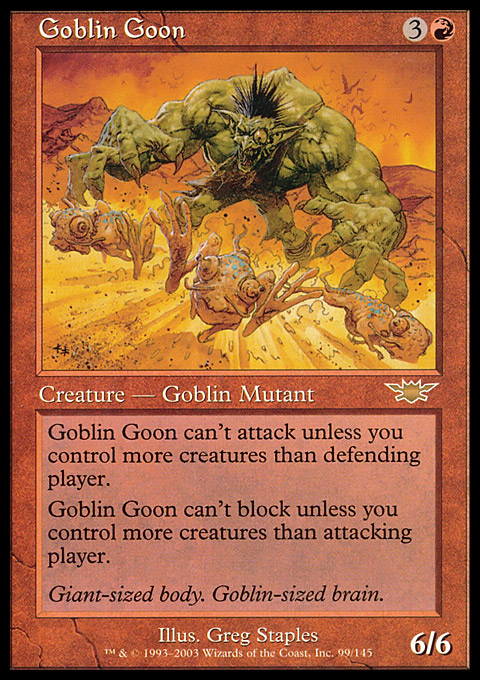 Goblin Goon 3
Creature — Goblin Mutant
Goblin Goon can't attack unless you
control more creatures than defending
player.
Goblin Goon can't block unless you
control more creatures than attacking
player.
Giant-sized body. Goblin-sized brain.
Illus. Greg Staples
™ & © 1993–2003 Wizards of the Coast, Inc. 99/145
6/6